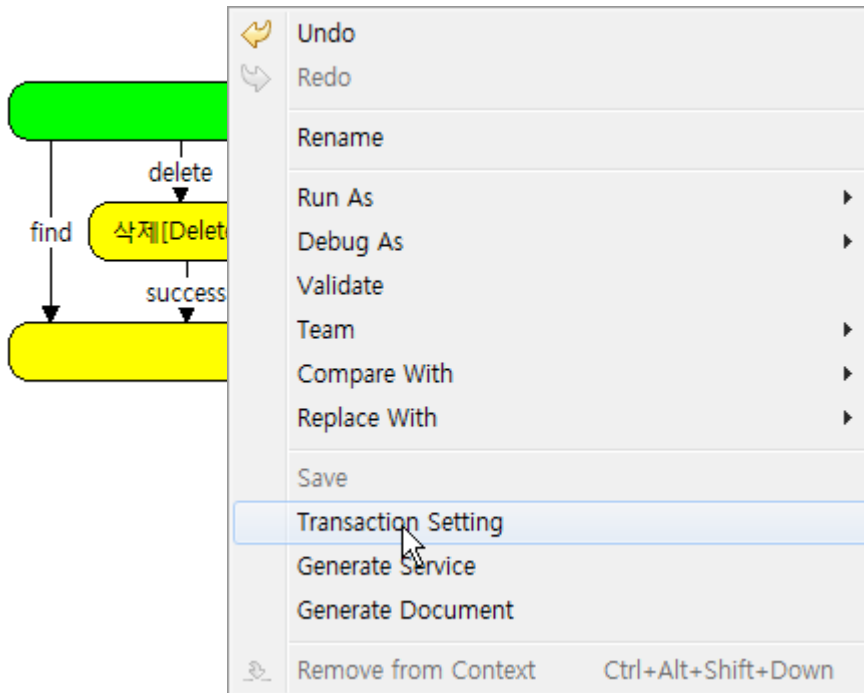 Undo
Redo
Rename
delete
Run As
find
삭제[Delet
Debug As
Validate
success
Team
Compare With
Replace With
Save
Transaction Setting
Generate Service
Generate Document
Remove from Context Ctrl+Alt+Shift+Down